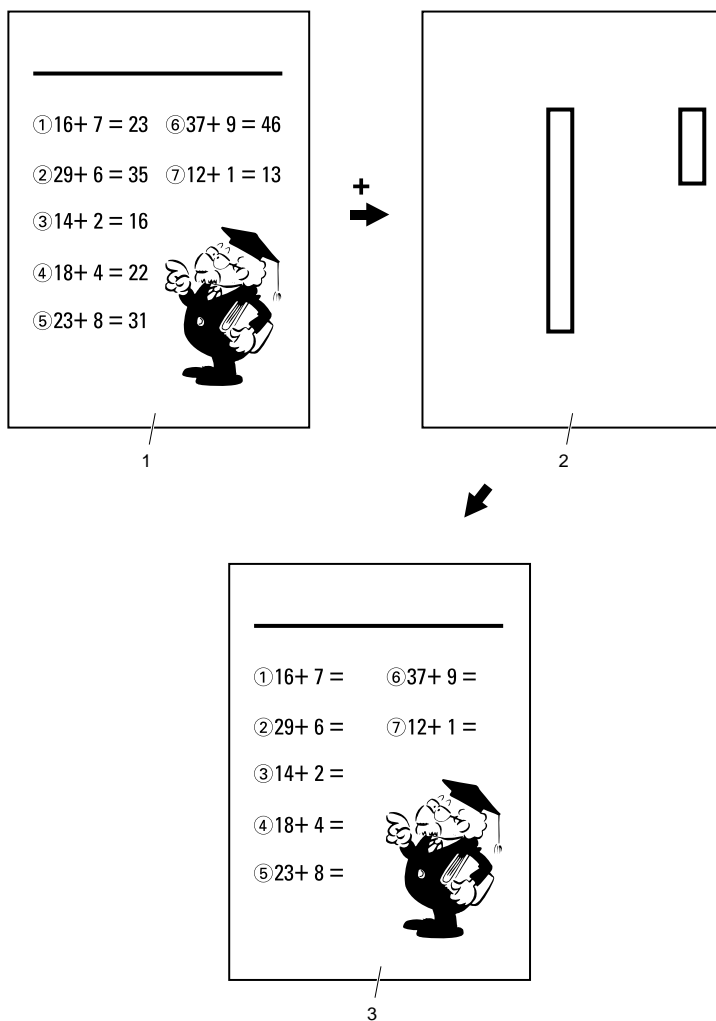 ①16+ 7 = 23 ⑥37+ 9 = 46
②29+ 6 = 35 ⑦12+ 1 = 13
③14+ 2 = 16
④18+ 4 = 22
⑤23+ 8 = 31
+
1
2
①16+ 7 = ⑥37+ 9 =
②29+ 6 = ⑦12+ 1 =
③14+ 2 =
④18+ 4 =
⑤23+ 8 =
3